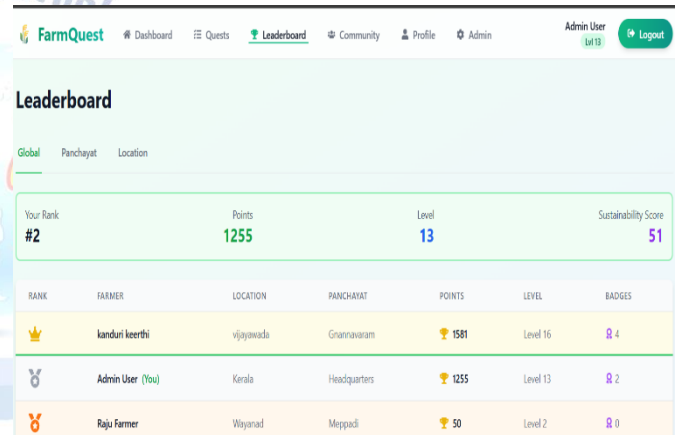 FarmQuest Dashboard Quests Leaderboard Community Profile Admin Admin User Lvl 13 Logout
Leaderboard
Global Panchayat Location
Your Rank Points Level Sustainability Score
#2 1255 13 51
RANK FARMER LOCATION PANCHAYAT POINTS LEVEL BADGES
kanduri keerthi vijayawada Gnannavaram 1581 Level 16 4
Admin User (You) Kerala Headquarters 1255 Level 13 2
Raju Farmer Wayanad Meppadi 50 Level 2 0